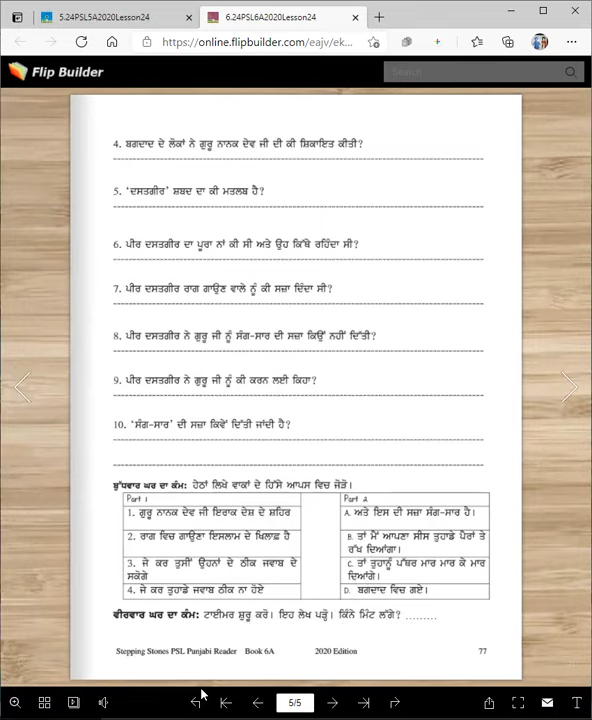 5.24PSL5A2020Lesson24
6.24PSL6A2020Lesson24
https://online.flipbuilder.com/eajv/ek...
Flip Builder
Search
4. ਬਗਦਾਦ ਦੇ ਲੋਕਾਂ ਨੇ ਗੁਰੂ ਨਾਨਕ ਦੇਵ ਜੀ ਦੀ ਕੀ ਸ਼ਿਕਾਇਤ ਕੀਤੀ?
5. ‘ਦਸਤਗੀਰ’ ਸ਼ਬਦ ਦਾ ਕੀ ਮਤਲਬ ਹੈ?
6. ਪੀਰ ਦਸਤਗੀਰ ਦਾ ਪੂਰਾ ਨਾਂ ਕੀ ਸੀ ਅਤੇ ਉਹ ਕਿੱਥੇ ਰਹਿੰਦਾ ਸੀ?
7. ਪੀਰ ਦਸਤਗੀਰ ਰਾਗ ਗਾਉਣ ਵਾਲੇ ਨੂੰ ਕੀ ਸਜ਼ਾ ਦਿੰਦਾ ਸੀ?
8. ਪੀਰ ਦਸਤਗੀਰ ਨੇ ਗੁਰੂ ਜੀ ਨੂੰ ਸੰਗ-ਸਾਰ ਦੀ ਸਜ਼ਾ ਕਿਉਂ ਨਹੀਂ ਦਿੱਤੀ?
9. ਪੀਰ ਦਸਤਗੀਰ ਨੇ ਗੁਰੂ ਜੀ ਨੂੰ ਕੀ ਕਰਨ ਲਈ ਕਿਹਾ?
10. ‘ਸੰਗ-ਸਾਰ’ ਦੀ ਸਜ਼ਾ ਕਿਵੇਂ ਦਿੱਤੀ ਜਾਂਦੀ ਹੈ?
ਬੁੱਧਵਾਰ ਘਰ ਦਾ ਕੰਮ: ਹੇਠਾਂ ਲਿਖੇ ਵਾਕਾਂ ਦੇ ਹਿੱਸੇ ਆਪਸ ਵਿਚ ਜੋੜੋ।
Part 1
1. ਗੁਰੂ ਨਾਨਕ ਦੇਵ ਜੀ ਇਰਾਕ ਦੇਸ਼ ਦੇ ਸ਼ਹਿਰ
2. ਰਾਗ ਵਿਚ ਗਾਉਣਾ ਇਸਲਾਮ ਦੇ ਖਿਲਾਫ਼ ਹੈ
3. ਜੇ ਕਰ ਤੁਸੀਂ ਉਹਨਾਂ ਦੇ ਠੀਕ ਜਵਾਬ ਦੇ
ਸਕੋਗੇ
4. ਜੇ ਕਰ ਤੁਹਾਡੇ ਜਵਾਬ ਠੀਕ ਨਾ ਹੋਏ
Part 2
A. ਅਤੇ ਇਸ ਦੀ ਸਜ਼ਾ ਸੰਗ-ਸਾਰ ਹੈ।
B. ਤਾਂ ਮੈਂ ਆਪਣਾ ਸੀਸ ਤੁਹਾਡੇ ਪੈਰਾਂ ਤੇ
ਰੱਖ ਦਿਆਂਗਾ।
C. ਤਾਂ ਤੁਹਾਨੂੰ ਪੱਥਰ ਮਾਰ ਮਾਰ ਕੇ ਮਾਰ
ਦਿਆਂਗੇ।
D. ਬਗਦਾਦ ਵਿਚ ਗਏ।
ਵੀਰਵਾਰ ਘਰ ਦਾ ਕੰਮ: ਟਾਈਮਰ ਸ਼ੁਰੂ ਕਰੋ। ਇਹ ਲੇਖ ਪੜ੍ਹੋ। ਕਿੰਨੇ ਮਿੰਟ ਲੱਗੇ? .........
Stepping Stones PSL Punjabi Reader Book 6A 2020 Edition 77
5/5